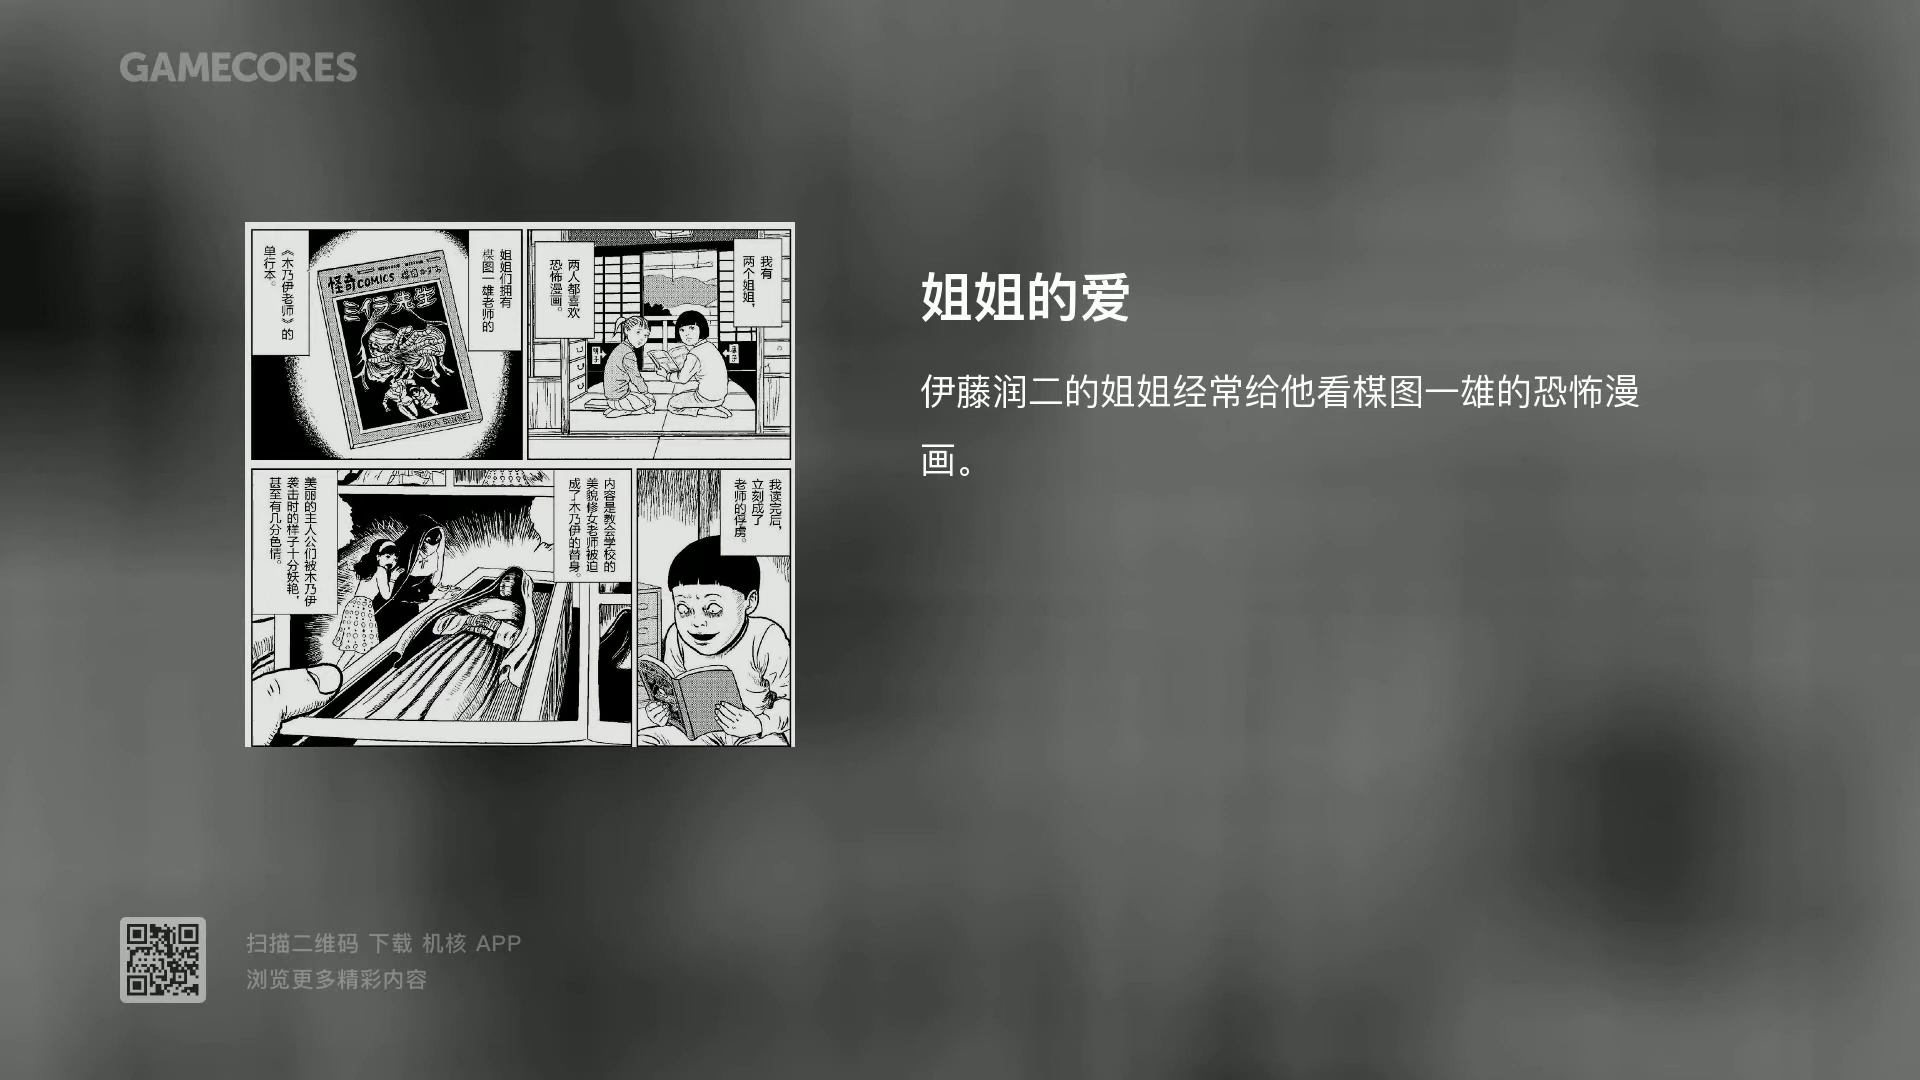 GAMECORES
我有
两个姐姐，
两人都喜欢
恐怖漫画。
姐姐们拥有
楳图一雄老师的
《木乃伊老师》的
单行本。
怪奇COMICS
ミイラ先生
我读完后，
立刻成了
老师的俘虏。
内容是教会学校的
美貌修女老师被迫
成了木乃伊的替身。
美丽的主人公们被木乃伊
袭击时的样子十分妖艳，
甚至有几分色情。
姐姐的爱
伊藤润二的姐姐经常给他看楳图一雄的恐怖漫
画。
扫描二维码 下载 机核 APP
浏览更多精彩内容